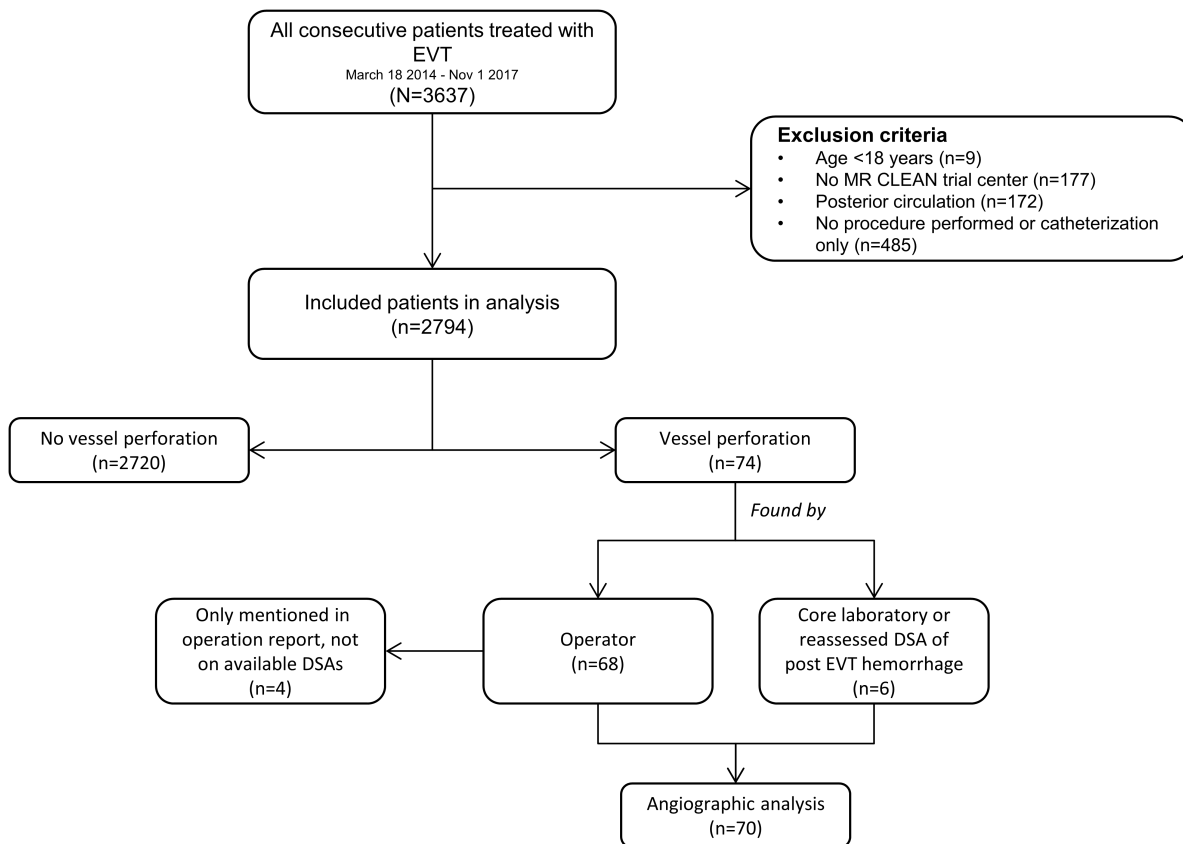 All consecutive patients treated with
EVT
March 18 2014 - Nov 1 2017
(N=3637)
Exclusion criteria
• Age <18 years (n=9)
• No MR CLEAN trial center (n=177)
• Posterior circulation (n=172)
• No procedure performed or catheterization
only (n=485)
Included patients in analysis
(n=2794)
No vessel perforation
(n=2720)
Vessel perforation
(n=74)
Found by
Only mentioned in
operation report, not
on available DSAs
(n=4)
Operator
(n=68)
Core laboratory or
reassessed DSA of
post EVT hemorrhage
(n=6)
Angiographic analysis
(n=70)